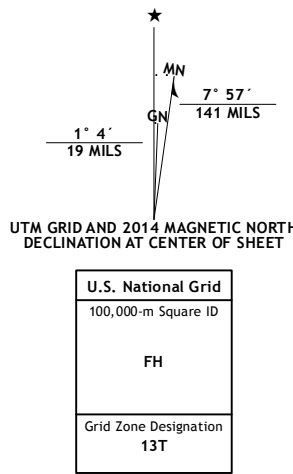 MN
7° 57´
141 MILS
GN
1° 4´
19 MILS
UTM GRID AND 2014 MAGNETIC NORTH
DECLINATION AT CENTER OF SHEET
U.S. National Grid
100,000-m Square ID
FH
Grid Zone Designation
13T